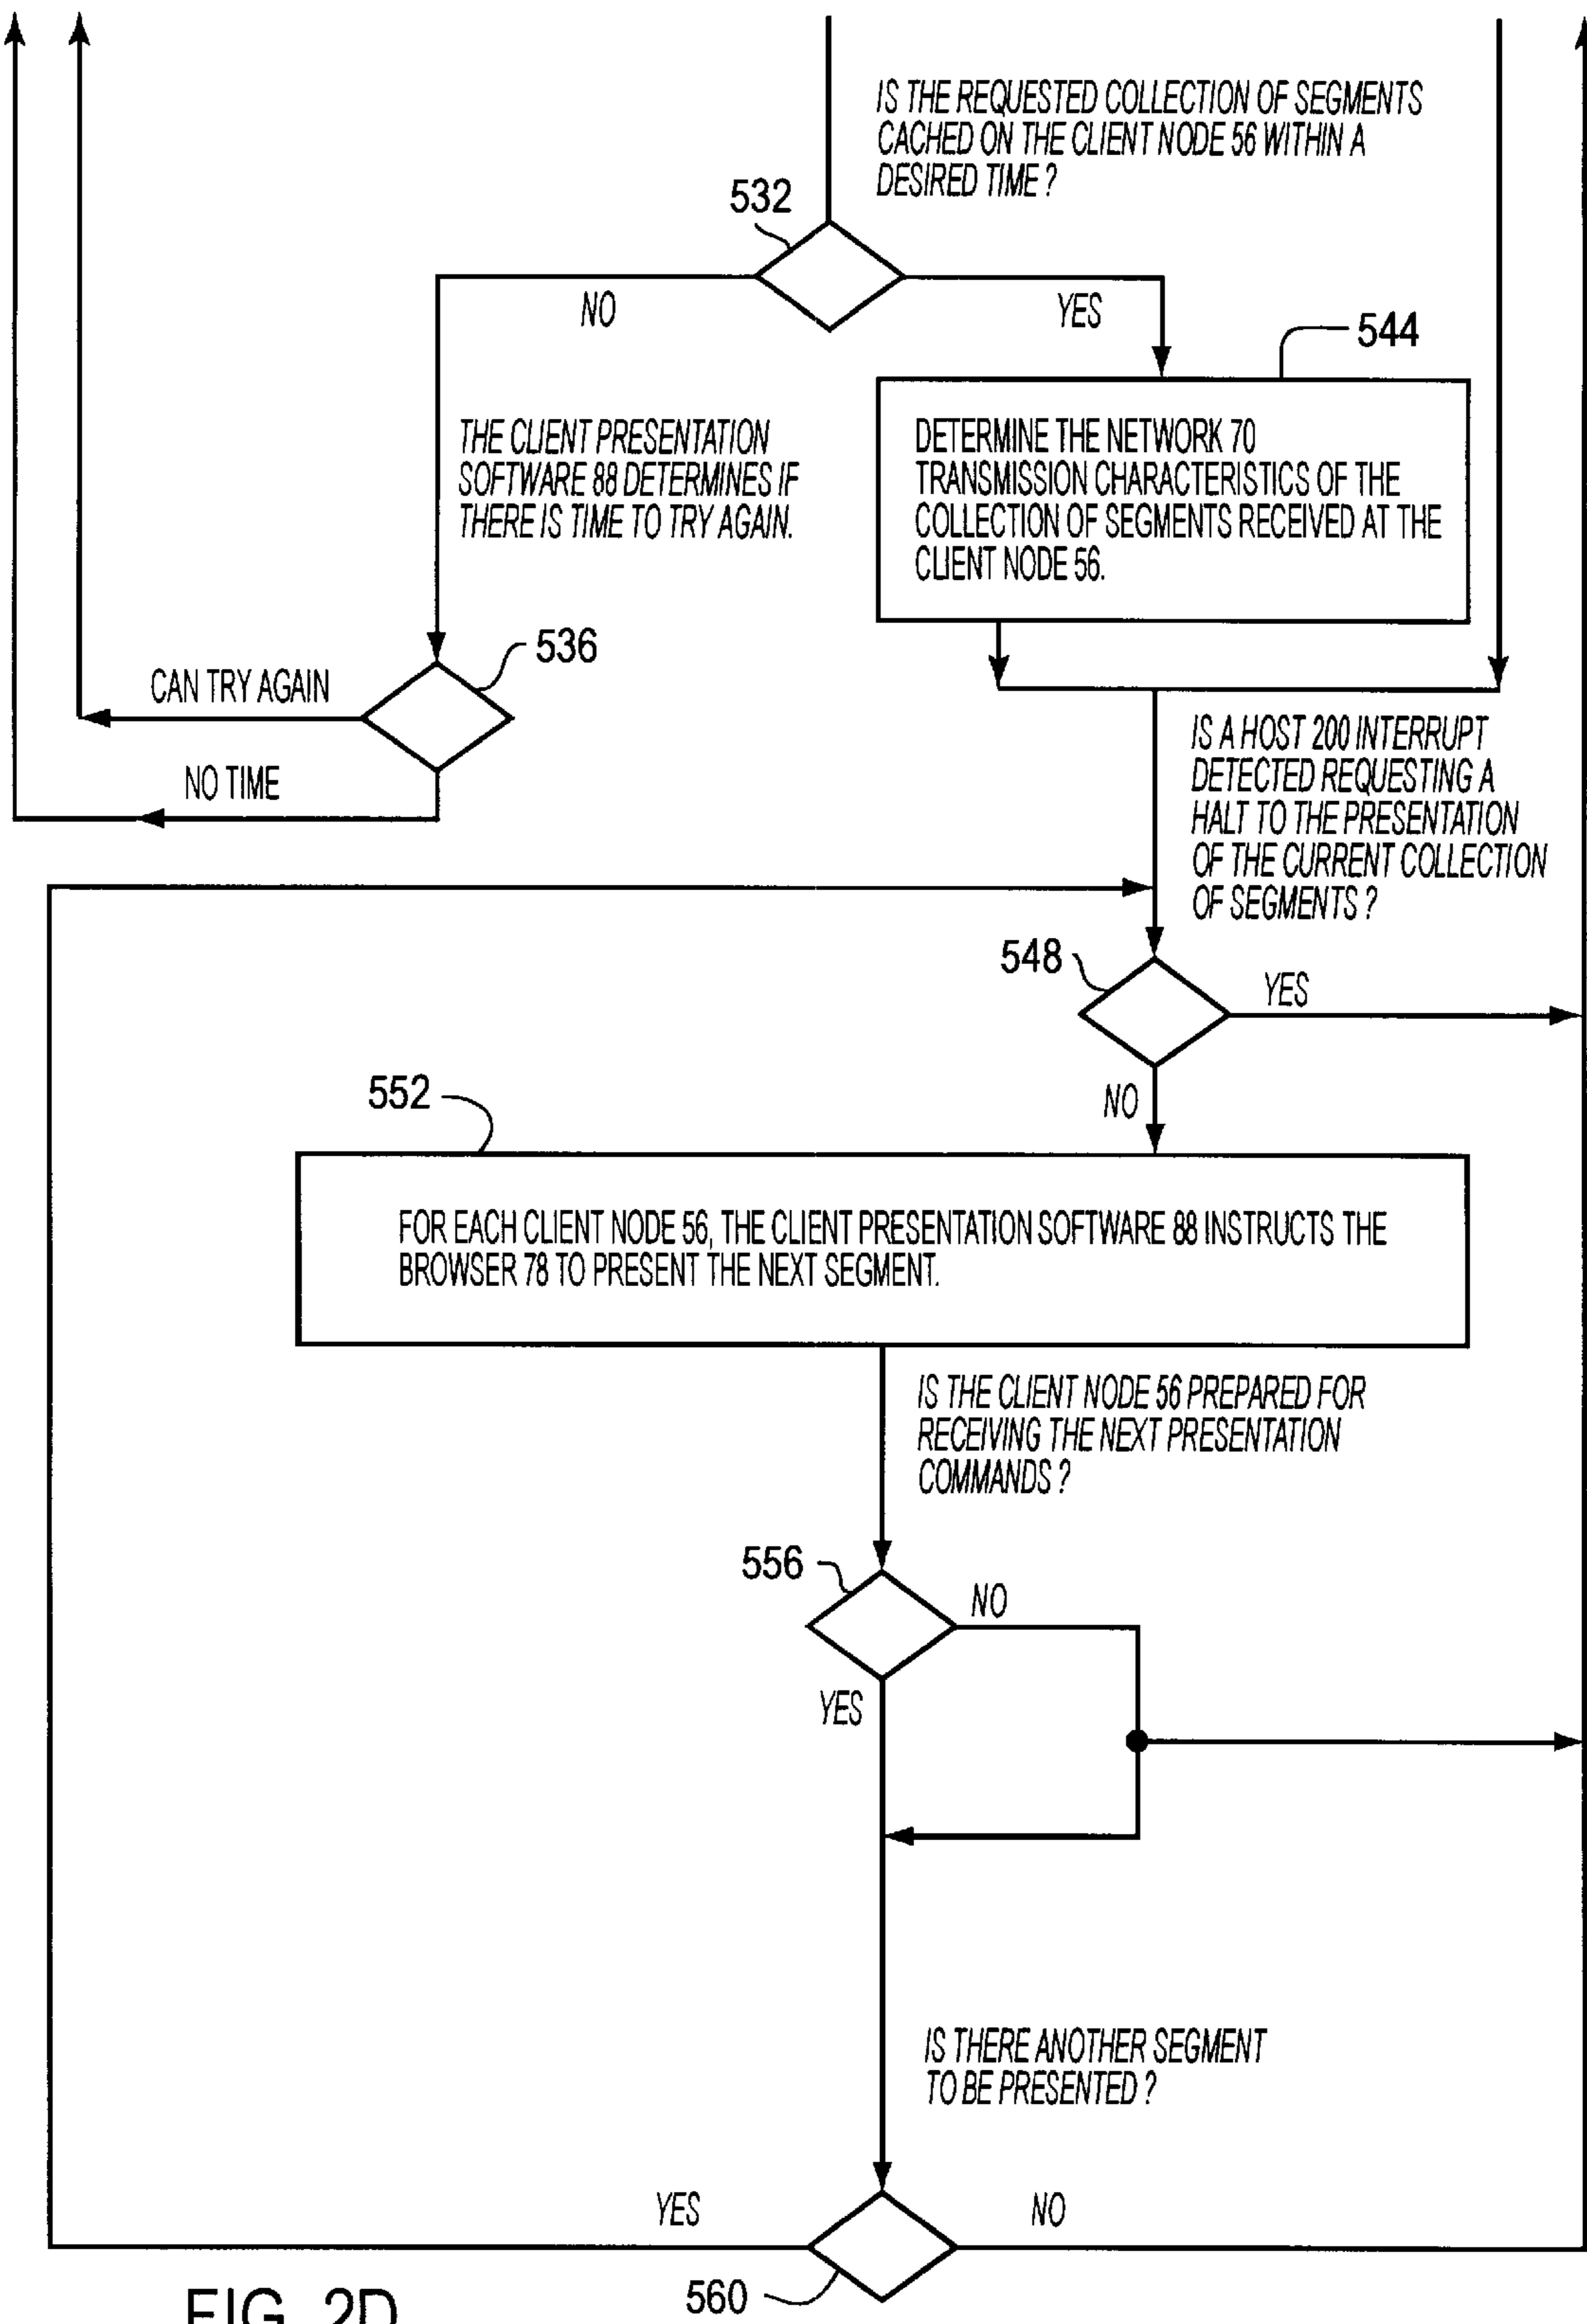 IS THE REQUESTED COLLECTION OF SEGMENTS
CACHED ON THE CLIENT NODE 56 WITHIN A
DESIRED TIME ?
532
NO
YES
544
THE CLIENT PRESENTATION
SOFTWARE 88 DETERMINES IF
THERE IS TIME TO TRY AGAIN.
DETERMINE THE NETWORK 70
TRANSMISSION CHARACTERISTICS OF THE
COLLECTION OF SEGMENTS RECEIVED AT THE
CLIENT NODE 56.
536
CAN TRY AGAIN
NO TIME
IS A HOST 200 INTERRUPT
DETECTED REQUESTING A
HALT TO THE PRESENTATION
OF THE CURRENT COLLECTION
OF SEGMENTS ?
548
YES
NO
552
FOR EACH CLIENT NODE 56, THE CLIENT PRESENTATION SOFTWARE 88 INSTRUCTS THE
BROWSER 78 TO PRESENT THE NEXT SEGMENT.
IS THE CLIENT NODE 56 PREPARED FOR
RECEIVING THE NEXT PRESENTATION
COMMANDS ?
556
NO
YES
IS THERE ANOTHER SEGMENT
TO BE PRESENTED ?
YES
NO
560
FIG. 2D